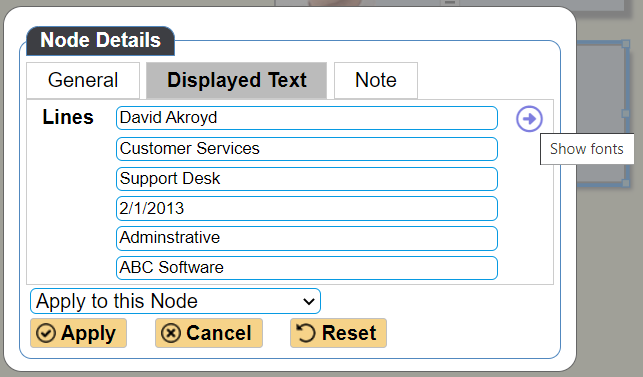 Node Details
General Displayed Text Note
Lines David Akroyd
Show fonts
Customer Services
Support Desk
2/1/2013
Adminstrative
ABC Software
Apply to this Node
Apply Cancel Reset